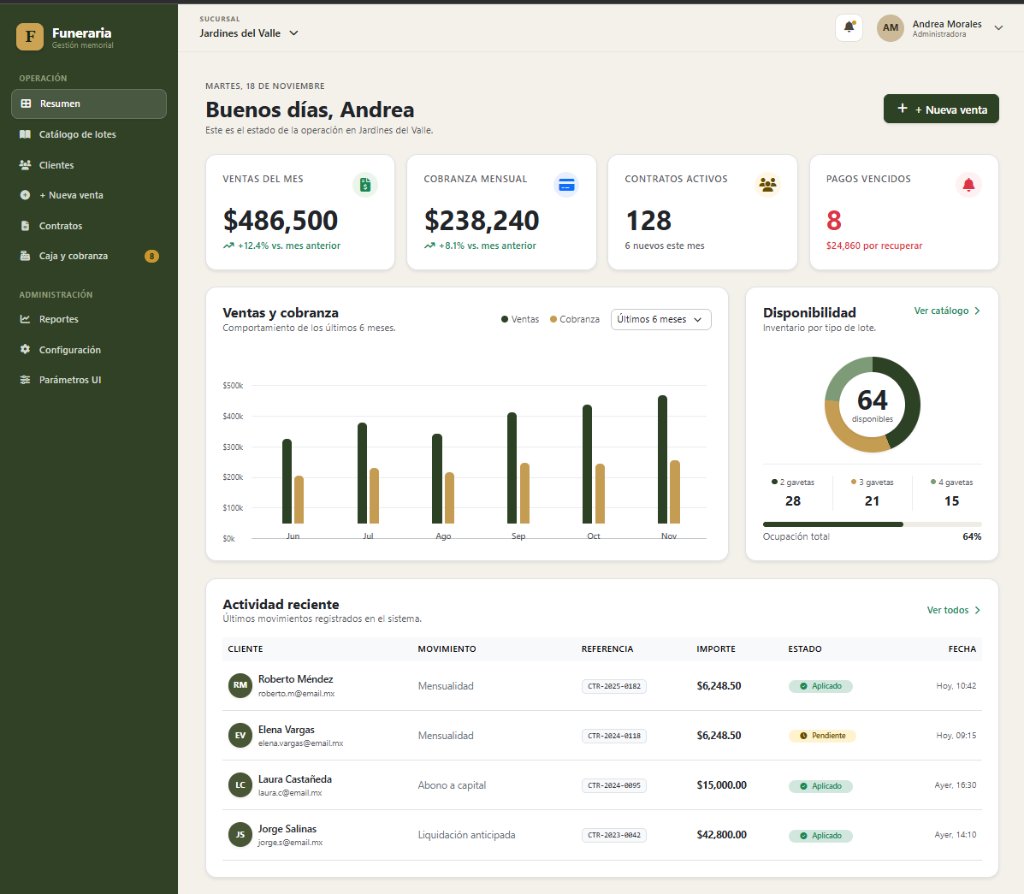 F
Funeraria
Gestión memorial
OPERACIÓN
Resumen
Catálogo de lotes
Clientes
+ Nueva venta
Contratos
Caja y cobranza 8
ADMINISTRACIÓN
Reportes
Configuración
Parámetros UI
SUCURSAL
Jardines del Valle
AM
Andrea Morales
Administradora
MARTES, 18 DE NOVIEMBRE
Buenos días, Andrea
Este es el estado de la operación en Jardines del Valle.
+ + Nueva venta
VENTAS DEL MES
$486,500
+12.4% vs. mes anterior
COBRANZA MENSUAL
$238,240
+8.1% vs. mes anterior
CONTRATOS ACTIVOS
128
6 nuevos este mes
PAGOS VENCIDOS
8
$24,860 por recuperar
Ventas y cobranza
Comportamiento de los últimos 6 meses.
Ventas Cobranza
Últimos 6 meses
$500k
$400k
$300k
$200k
$100k
$0k
Jun Jul Ago Sep Oct Nov
Disponibilidad
Inventario por tipo de lote.
Ver catálogo
64
disponibles
2 gavetas 3 gavetas 4 gavetas
28 21 15
Ocupación total 64%
Actividad reciente
Últimos movimientos registrados en el sistema.
Ver todos
CLIENTE MOVIMIENTO REFERENCIA IMPORTE ESTADO FECHA
RM Roberto Méndez
roberto.m@email.mx
Mensualidad CTR-2025-0182 $6,248.50 Aplicado Hoy, 10:42
EV Elena Vargas
elena.vargas@email.mx
Mensualidad CTR-2024-0118 $6,248.50 Pendiente Hoy, 09:15
LC Laura Castañeda
laura.c@email.mx
Abono a capital CTR-2024-0095 $15,000.00 Aplicado Ayer, 16:30
JS Jorge Salinas
jorge.s@email.mx
Liquidación anticipada CTR-2023-0042 $42,800.00 Aplicado Ayer, 14:10